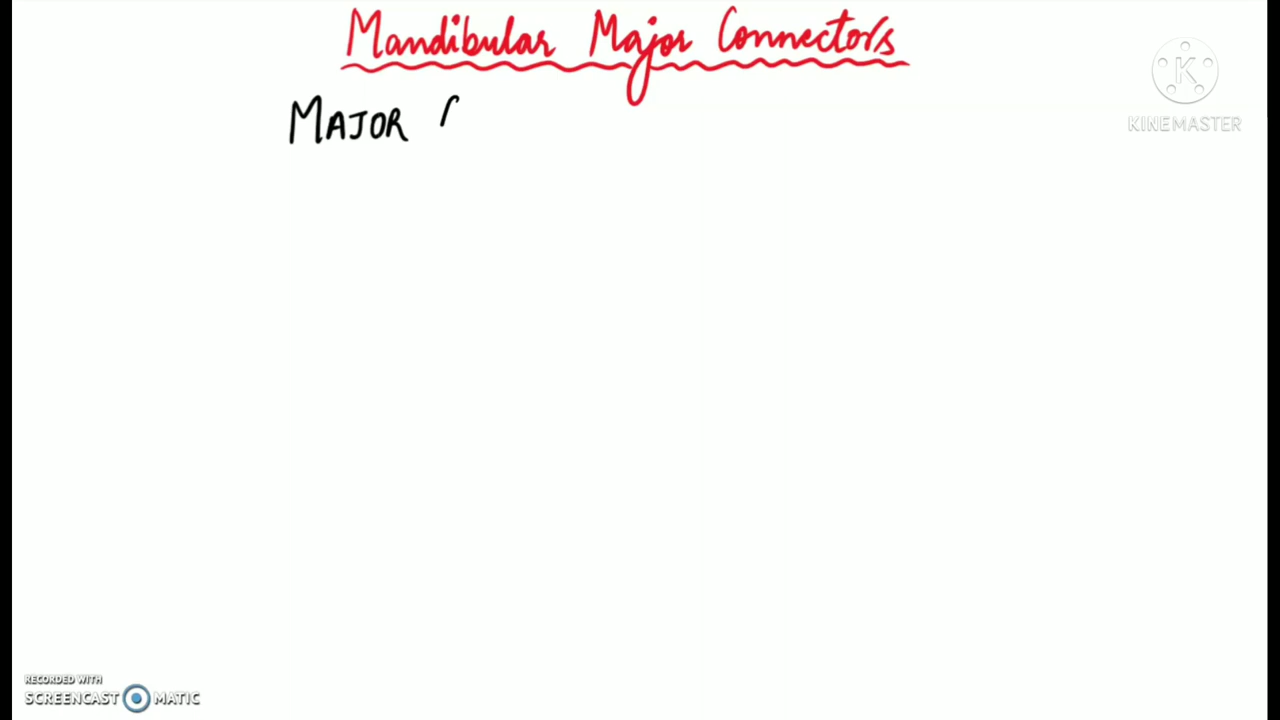 Mandibular Major Connectors
K
KINEMASTER
MAJOR
RECORDED WITH
SCREENCAST MATIC